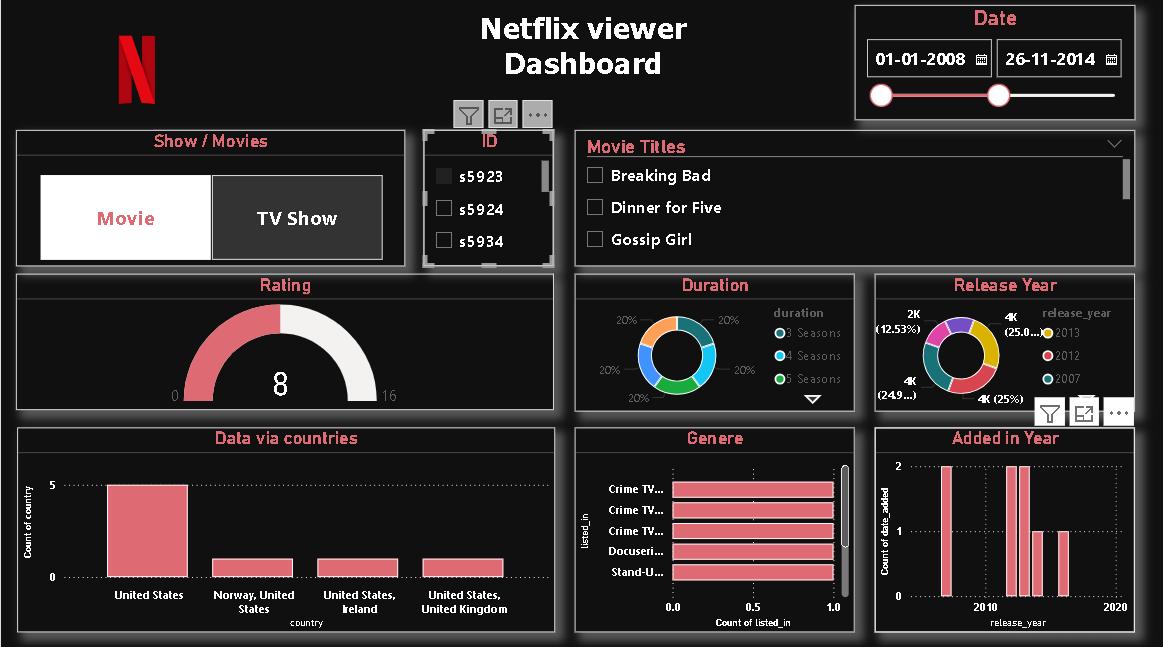 Netflix viewer
Dashboard
Date
01-01-2008
26-11-2014
Show / Movies
Movie
TV Show
ID
s5923
s5924
s5934
Movie Titles
Breaking Bad
Dinner for Five
Gossip Girl
Rating
0
8
16
Duration
20%
20%
20%
20%
20%
duration
3 Seasons
4 Seasons
5 Seasons
Release Year
2K
(12.53%)
4K
(25.0...)
4K
(24.9...)
4K (25%)
release_year
2013
2012
2007
Data via countries
Count of country
5
0
United States
Norway, United
States
United States,
Ireland
United States,
United Kingdom
country
Genere
listed_in
Crime TV...
Crime TV...
Crime TV...
Docuseri...
Stand-U...
0.0
0.5
1.0
Count of listed_in
Added in Year
Count of date_added
2
1
0
2010
2020
release_year